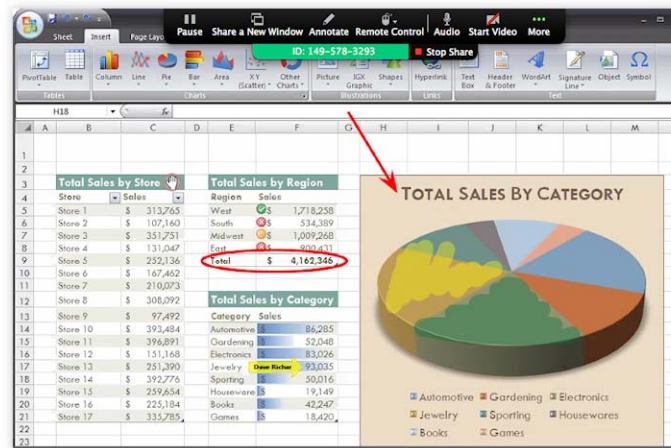 Pause Share a New Window Annotate Remote Control Audio Start Video More
ID: 149-578-3293 Stop Share
Sheet Insert Page Layo
PivotTable Table Column Line Pie Bar Area X Y (Scatter) Other Charts Picture IGX Graphic Shapes Hyperlink Text Box Header & Footer WordArt Signature Line Object Symbol
Tables Charts Illustrations Links Text
H18 fx
A B C D E F G H I J K L M
1
2
3 Total Sales by Store Total Sales by Region
TOTAL SALES BY CATEGORY
4 Store Sales Region Sales
5 Store 1 $ 313,765 West $ 1,718,258
6 Store 2 $ 107,160 South $ 534,389
7 Store 3 $ 351,751 Midwest $ 1,009,268
8 Store 4 $ 131,047 East $ 900,431
9 Store 5 $ 252,136 Total $ 4,162,346
10 Store 6 $ 167,462
11 Store 7 $ 210,073
12 Store 8 $ 308,092 Total Sales by Category
13 Store 9 $ 97,492 Category Sales
14 Store 10 $ 393,484 Automotive $ 86,285
15 Store 11 $ 396,891 Gardening $ 52,048
16 Store 12 $ 151,168 Electronics $ 83,026
17 Store 13 $ 251,390 Jewelry Dave Richar 93,035
18 Store 14 $ 392,776 Sporting $ 50,016
19 Store 15 $ 259,654 Houseware $ 19,149
20 Store 16 $ 225,184 Books $ 42,247
21 Store 17 $ 335,785 Games $ 18,420
22
23
Automotive Gardening Electronics
Jewelry Sporting Housewares
Books Games